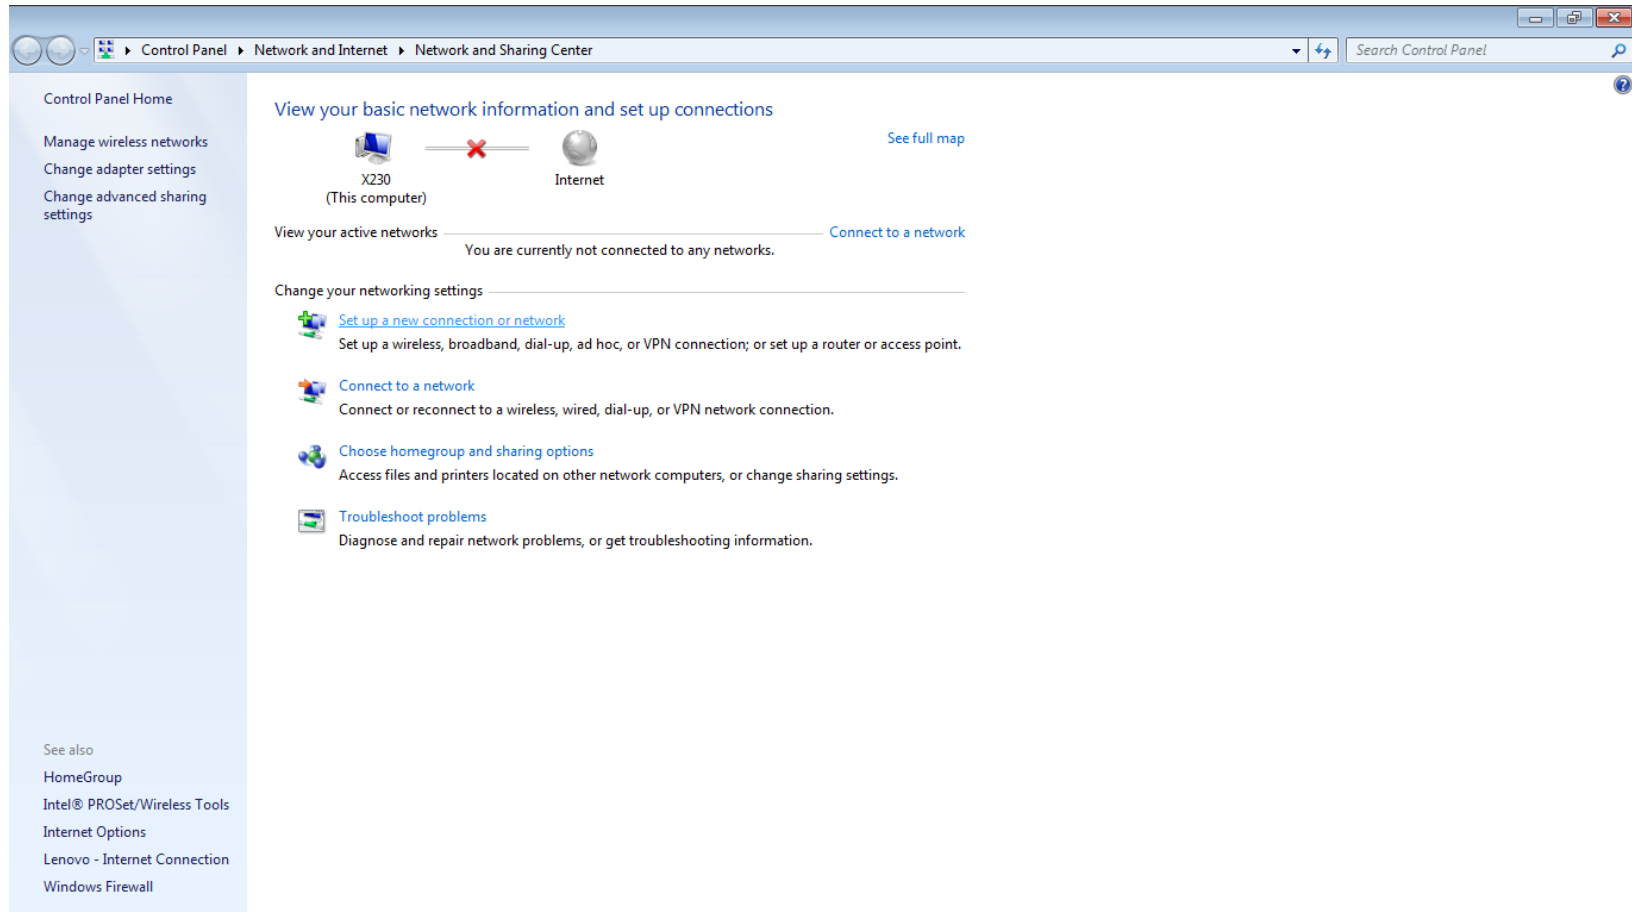 Control Panel Network and Internet Network and Sharing Center Search Control Panel
Control Panel Home
Manage wireless networks
Change adapter settings
Change advanced sharing
settings
View your basic network information and set up connections
See full map
X230
(This computer)
Internet
View your active networks
Connect to a network
You are currently not connected to any networks.
Change your networking settings
Set up a new connection or network
Set up a wireless, broadband, dial-up, ad hoc, or VPN connection; or set up a router or access point.
Connect to a network
Connect or reconnect to a wireless, wired, dial-up, or VPN network connection.
Choose homegroup and sharing options
Access files and printers located on other network computers, or change sharing settings.
Troubleshoot problems
Diagnose and repair network problems, or get troubleshooting information.
See also
HomeGroup
Intel® PROSet/Wireless Tools
Internet Options
Lenovo - Internet Connection
Windows Firewall